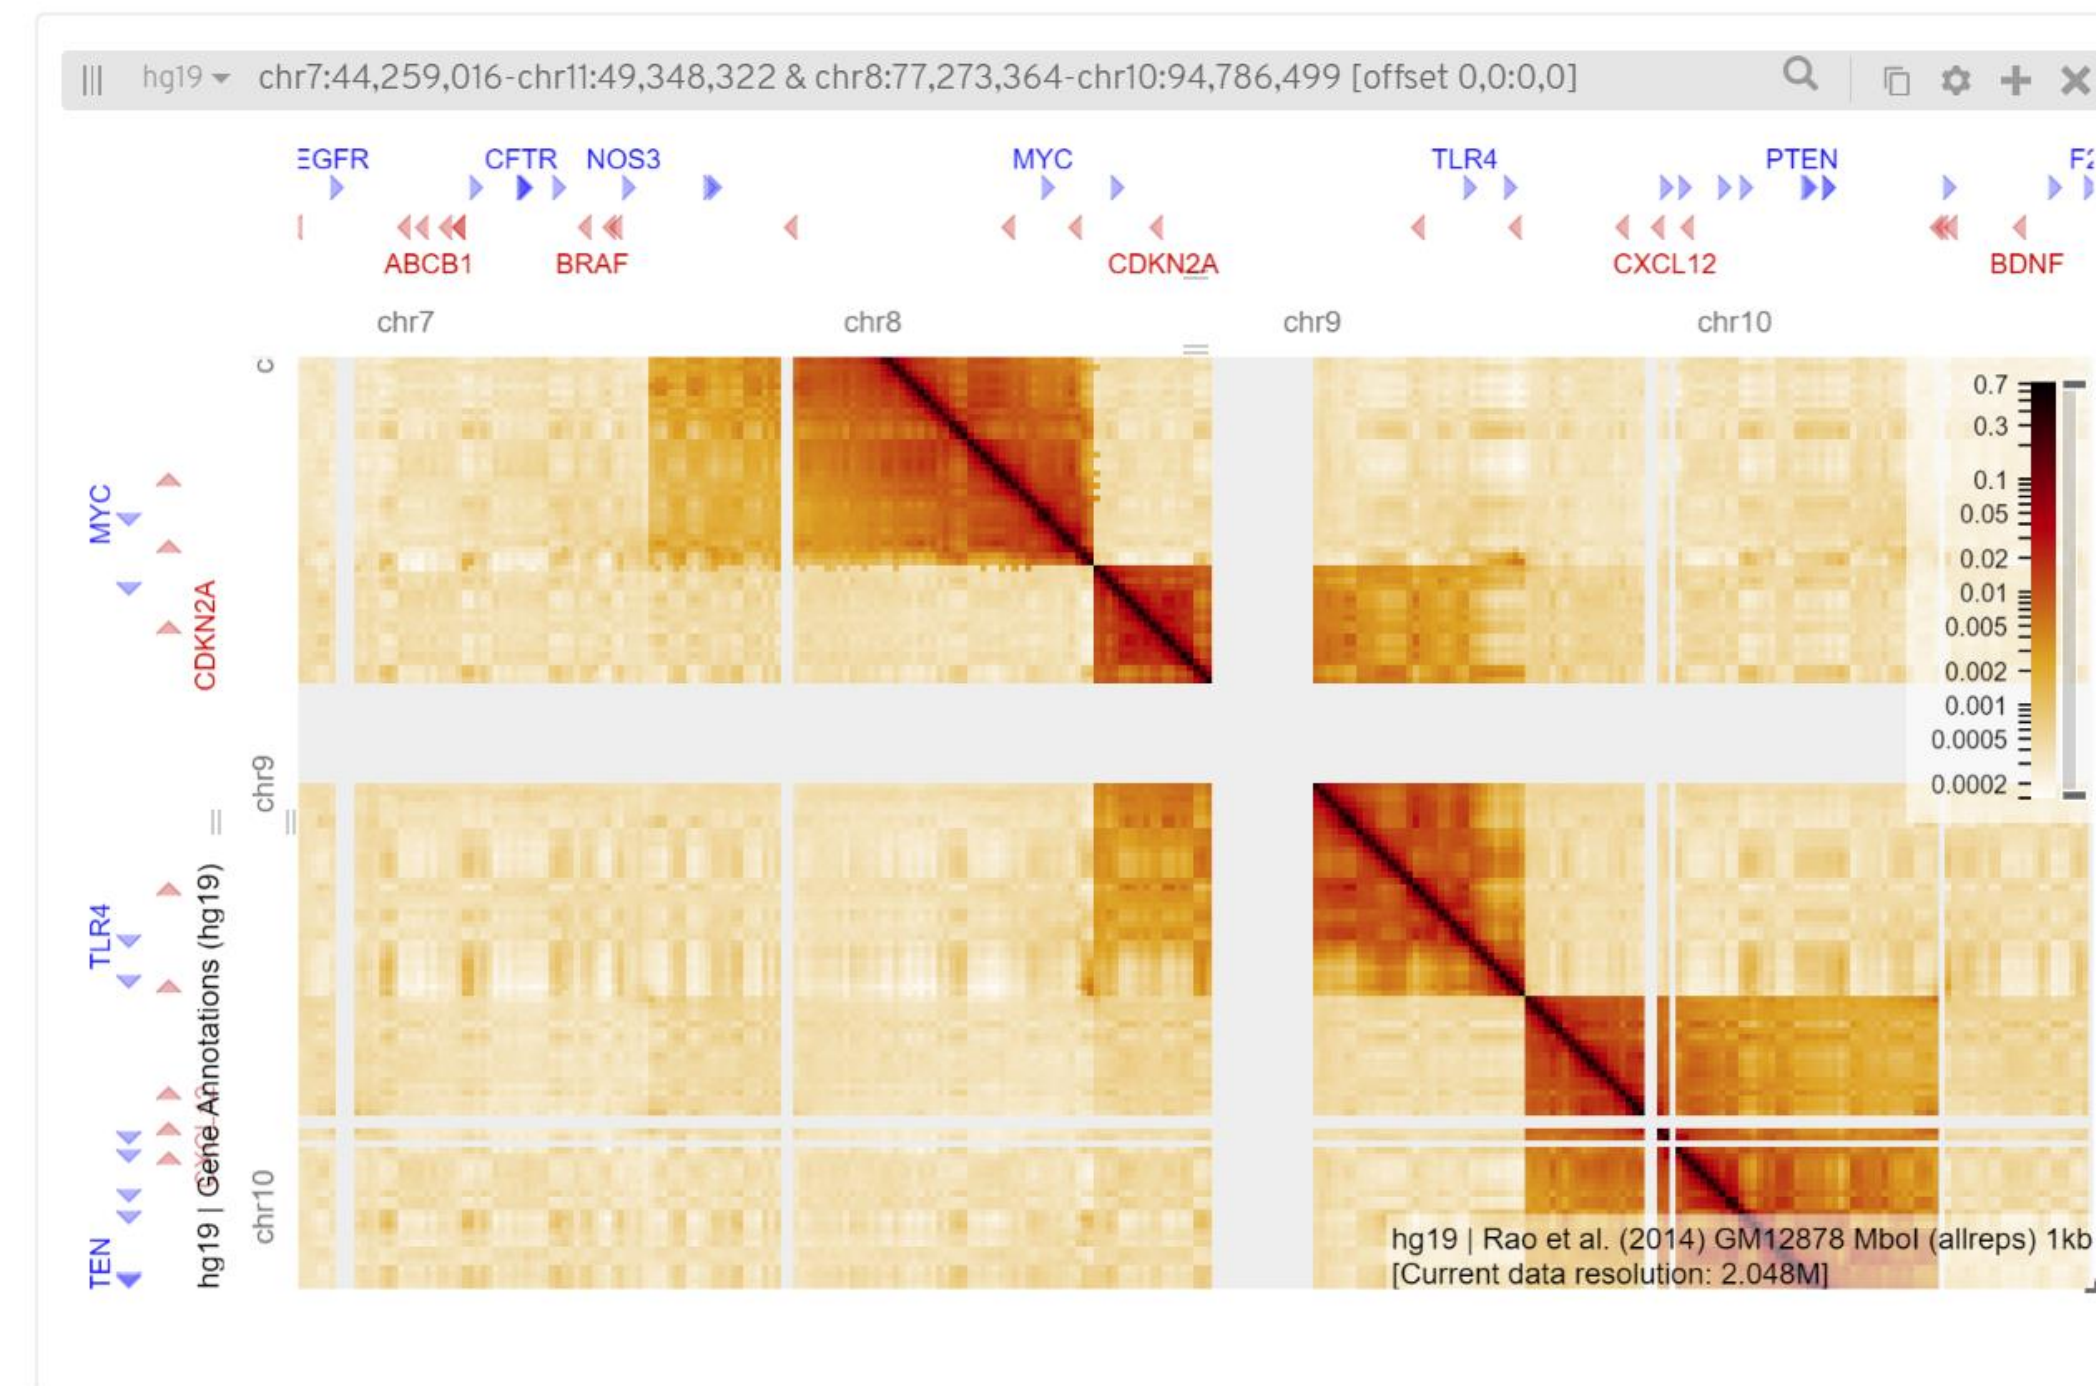 hg19 chr7:44,259,016-chr11:49,348,322 & chr8:77,273,364-chr10:94,786,499 [offset 0,0:0,0]
EGFR CFTR NOS3 MYC TLR4 PTEN
ABCB1 BRAF CDKN2A CXCL12 BDNF
chr7 chr8 chr9 chr10
c
MYC
CDKN2A
chr9
TLR4
hg19 | Gene Annotations (hg19)
chr10
TEN
0.7
0.3
0.1
0.05
0.02
0.01
0.005
0.002
0.001
0.0005
0.0002
hg19 | Rao et al. (2014) GM12878 MboI (allreps) 1kb
[Current data resolution: 2.048M]